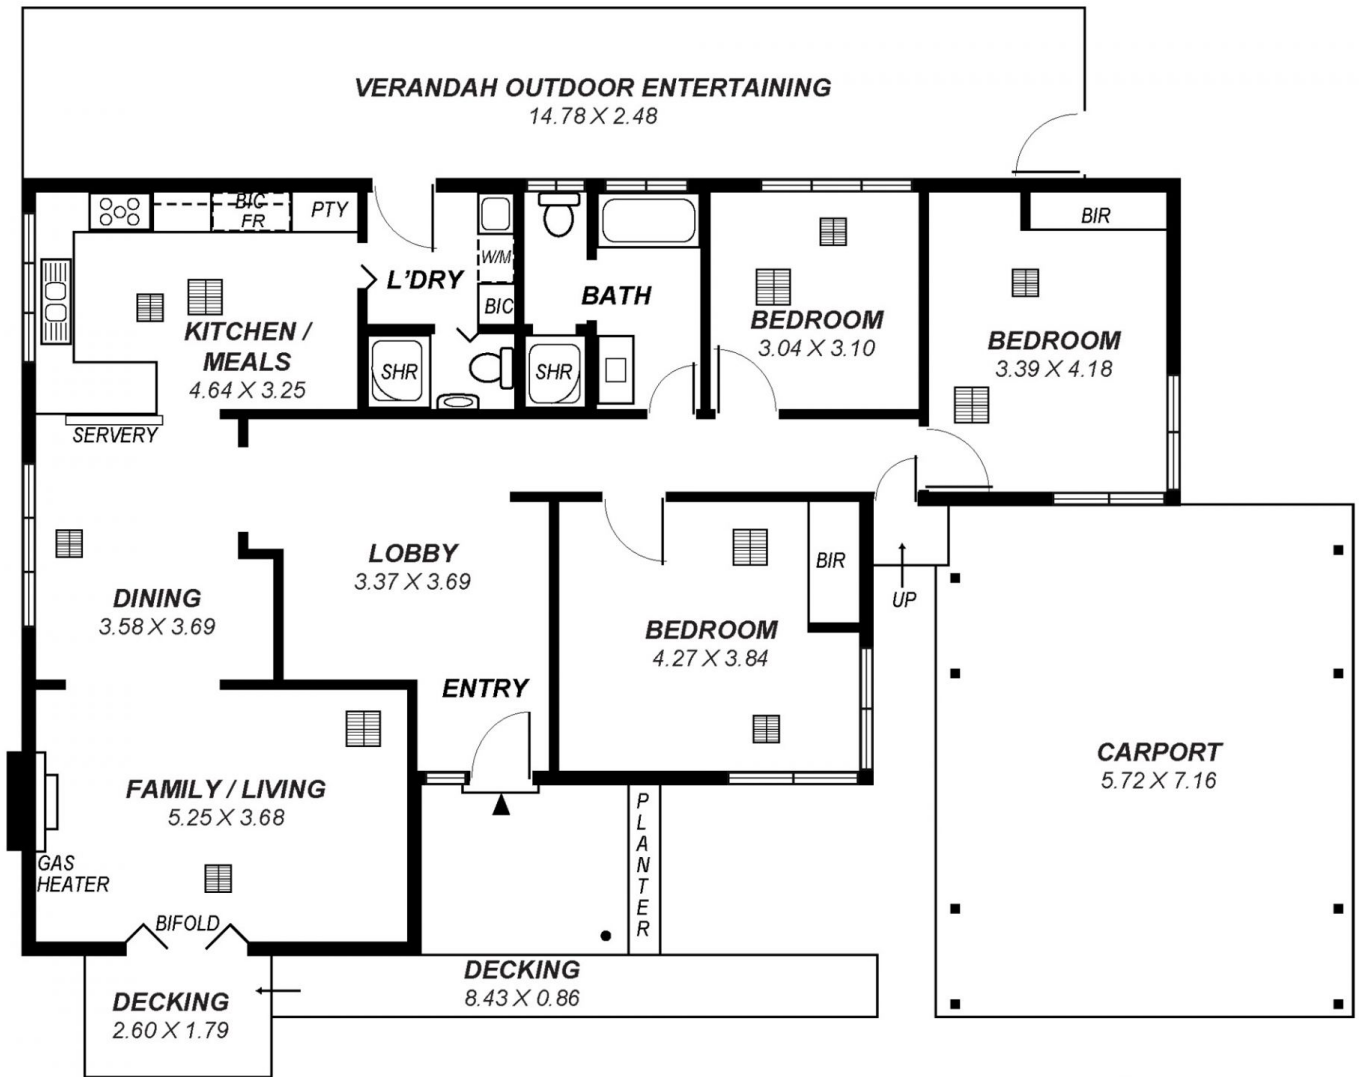 VERANDAH OUTDOOR ENTERTAINING
14.78 X 2.48
BIC
FR
PTY
L'DRY
W/M
BIC
BATH
BIR
KITCHEN /
MEALS
4.64 X 3.25
SHR
SHR
BEDROOM
3.04 X 3.10
BEDROOM
3.39 X 4.18
SERVERY
LOBBY
3.37 X 3.69
DINING
3.58 X 3.69
BIR
UP
BEDROOM
4.27 X 3.84
ENTRY
FAMILY / LIVING
5.25 X 3.68
GAS
HEATER
BIFOLD
PLANTER
CARPORT
5.72 X 7.16
DECKING
8.43 X 0.86
DECKING
2.60 X 1.79